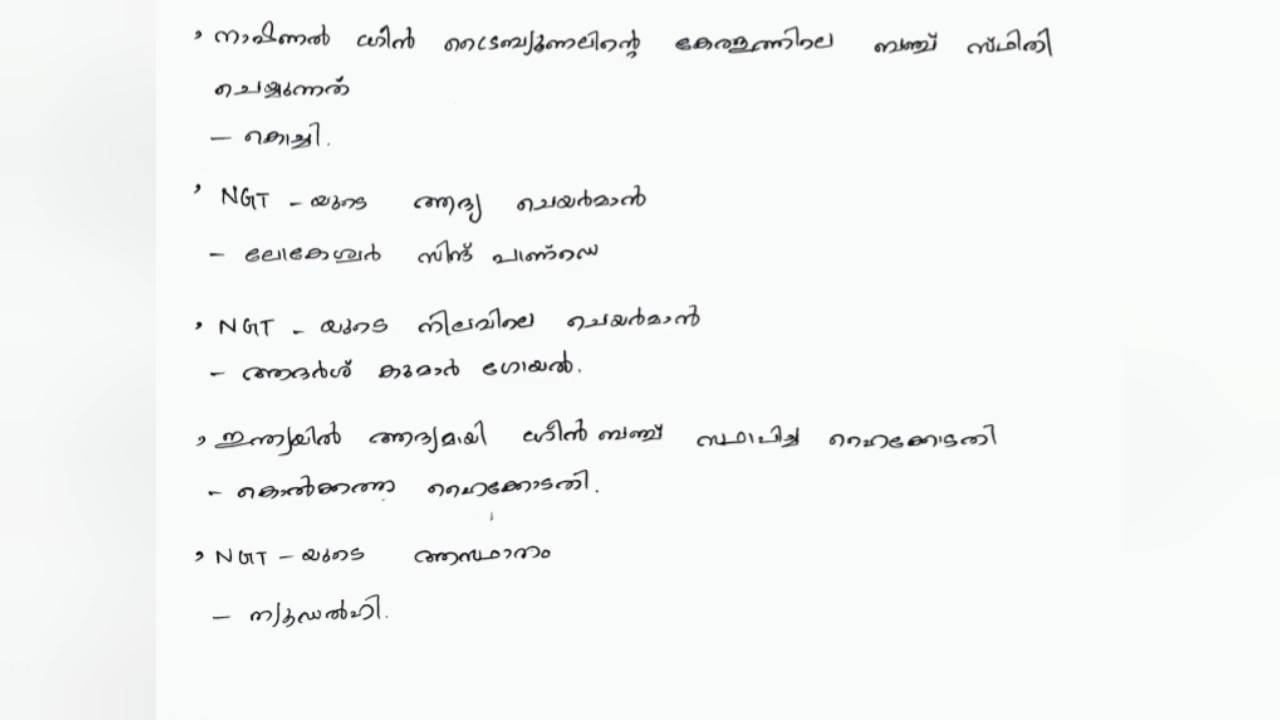 , നാഷണൽ ഗ്രീൻ ട്രൈബ്യൂണലിന്റെ കേരളത്തിലെ ബഞ്ച് സ്ഥിതി
ചെയ്യുന്നത്
– കൊച്ചി.
, NGT - യുടെ ആദ്യ ചെയർമാൻ
- ലോകേശ്വർ സിങ് പാണ്ഡെ
, NGT - യുടെ നിലവിലെ ചെയർമാൻ
- ആദർശ് കുമാർ ഗോയൽ.
, ഇന്ത്യയിൽ ആദ്യമായി ഗ്രീൻ ബഞ്ച് സ്ഥാപിച്ച ഹൈക്കോടതി
- കൊൽക്കത്ത ഹൈക്കോടതി.
, NGT - യുടെ ആസ്ഥാനം
– ന്യൂഡൽഹി.